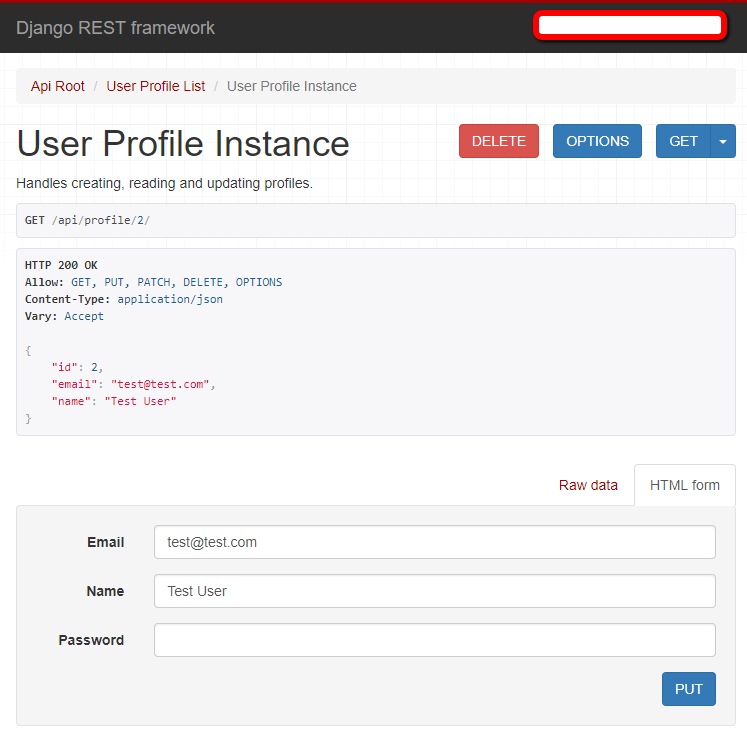 Django REST framework
Api Root / User Profile List / User Profile Instance
User Profile Instance
DELETE
OPTIONS
GET
Handles creating, reading and updating profiles.
GET /api/profile/2/
HTTP 200 OK
Allow: GET, PUT, PATCH, DELETE, OPTIONS
Content-Type: application/json
Vary: Accept
{
    "id": 2,
    "email": "test@test.com",
    "name": "Test User"
}
Raw data
HTML form
Email
test@test.com
Name
Test User
Password
PUT